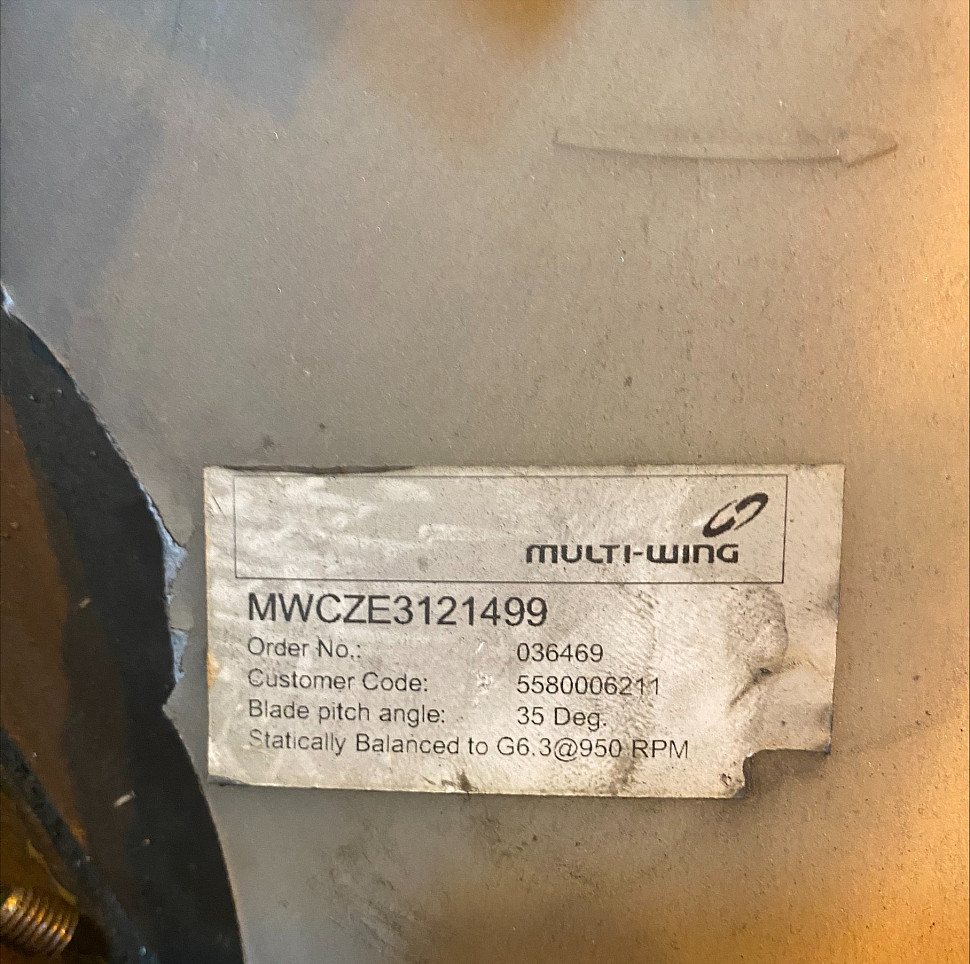 MULTI-WING
MWCZE3121499
Order No.: 036469
Customer Code: 5580006211
Blade pitch angle: 35 Deg.
Statically Balanced to G6.3@950 RPM